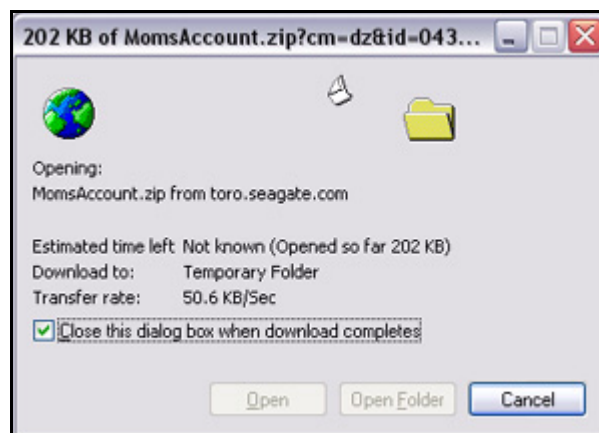 202 KB of MomsAccount.zip?cm=dz&id=043...
Opening:
MomsAccount.zip from toro.seagate.com
Estimated time left Not known (Opened so far 202 KB)
Download to: Temporary Folder
Transfer rate: 50.6 KB/Sec
Close this dialog box when download completes
Open Open Folder Cancel